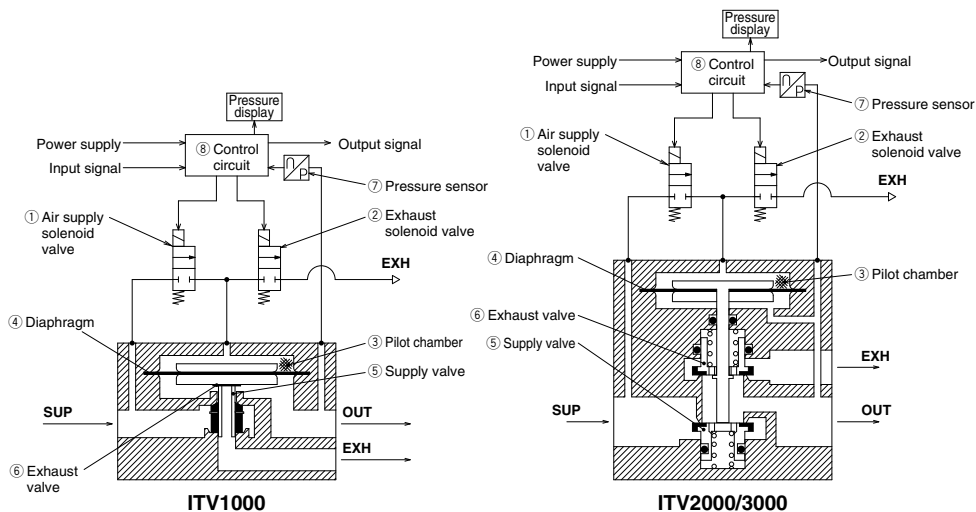 Pressure
display
Power supply
Input signal
⑧ Control
circuit
Output signal
n
P
⑦ Pressure sensor
① Air supply
solenoid
valve
② Exhaust
solenoid valve
EXH
④ Diaphragm
③ Pilot chamber
⑤ Supply valve
SUP
OUT
EXH
⑥ Exhaust
valve
ITV1000
Pressure
display
Power supply
Input signal
⑧ Control
circuit
Output signal
n
P
⑦ Pressure sensor
① Air supply
solenoid
valve
② Exhaust
solenoid valve
EXH
④ Diaphragm
③ Pilot chamber
⑥ Exhaust valve
⑤ Supply valve
EXH
SUP
OUT
ITV2000/3000